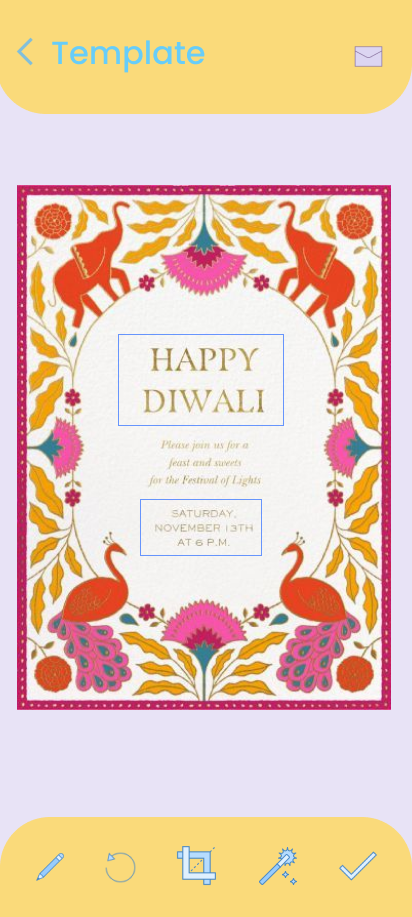 Template
HAPPY
DIWALI
Please join us for a
feast and sweets
for the Festival of Lights
SATURDAY,
NOVEMBER 13TH
AT 6 P.M.